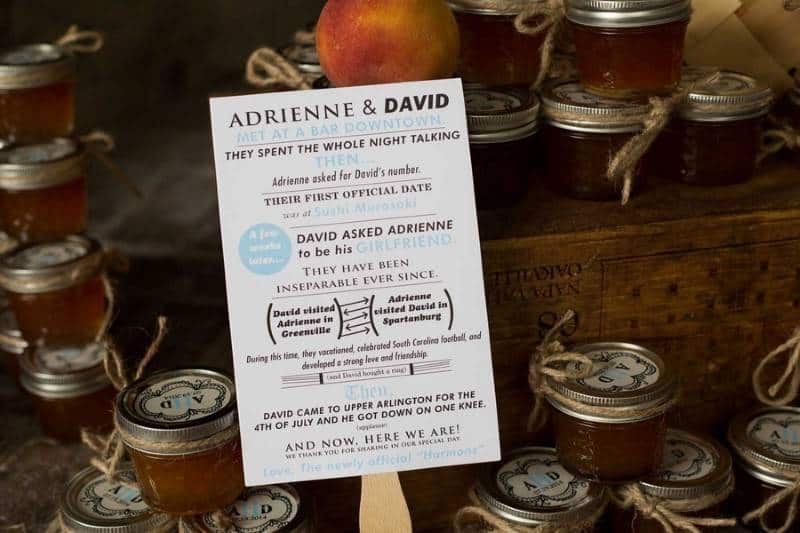 ADRIENNE & DAVID
MET AT A BAR DOWNTOWN.
THEY SPENT THE WHOLE NIGHT TALKING
THEN...
Adrienne asked for David's number.
THEIR FIRST OFFICIAL DATE
was at Sushi Murasaki
A few
weeks
later...
DAVID ASKED ADRIENNE
to be his GIRLFRIEND.
THEY HAVE BEEN
INSEPARABLE EVER SINCE.
David visited
Adrienne in
Greenville
Adrienne
visited David in
Spartanburg
During this time, they vacationed, celebrated South Carolina football, and
developed a strong love and friendship.
(and David bought a ring)
Then,
DAVID CAME TO UPPER ARLINGTON FOR THE
4TH OF JULY AND HE GOT DOWN ON ONE KNEE.
(applause)
AND NOW, HERE WE ARE!
WE THANK YOU FOR SHARING IN OUR SPECIAL DAY.
Love, The newly official "Harmons"
NAPA VALLEY
OAKVILLE
A&D
A&D
A&D
2014